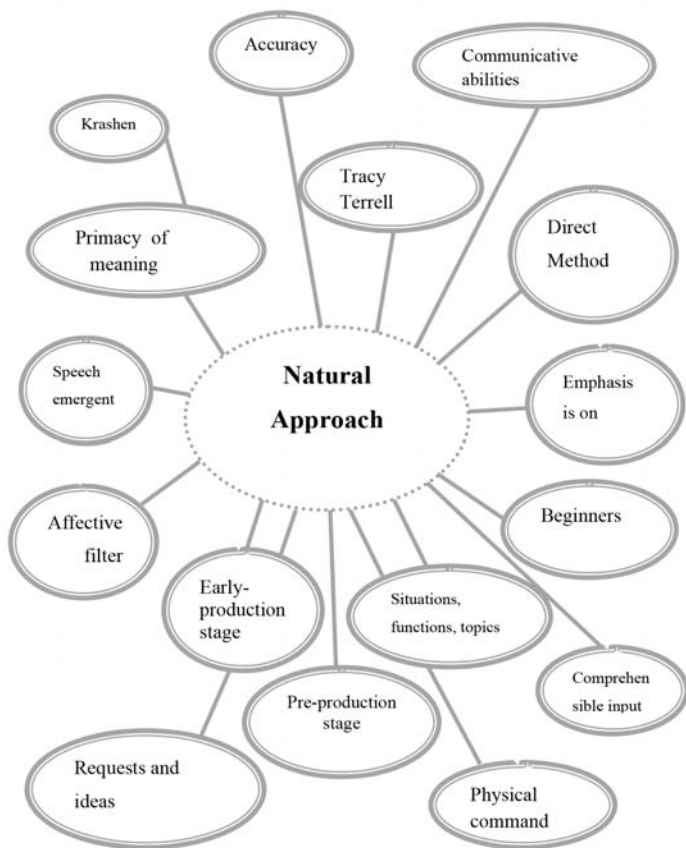 Accuracy
Communicative
abilities
Krashen
Tracy
Terrell
Primacy of
meaning
Direct
Method
Natural
Approach
Speech
emergent
Emphasis
is on
Affective
filter
Beginners
Early-
production
stage
Situations,
functions, topics
Comprehen
sible input
Pre-production
stage
Requests and
ideas
Physical
command